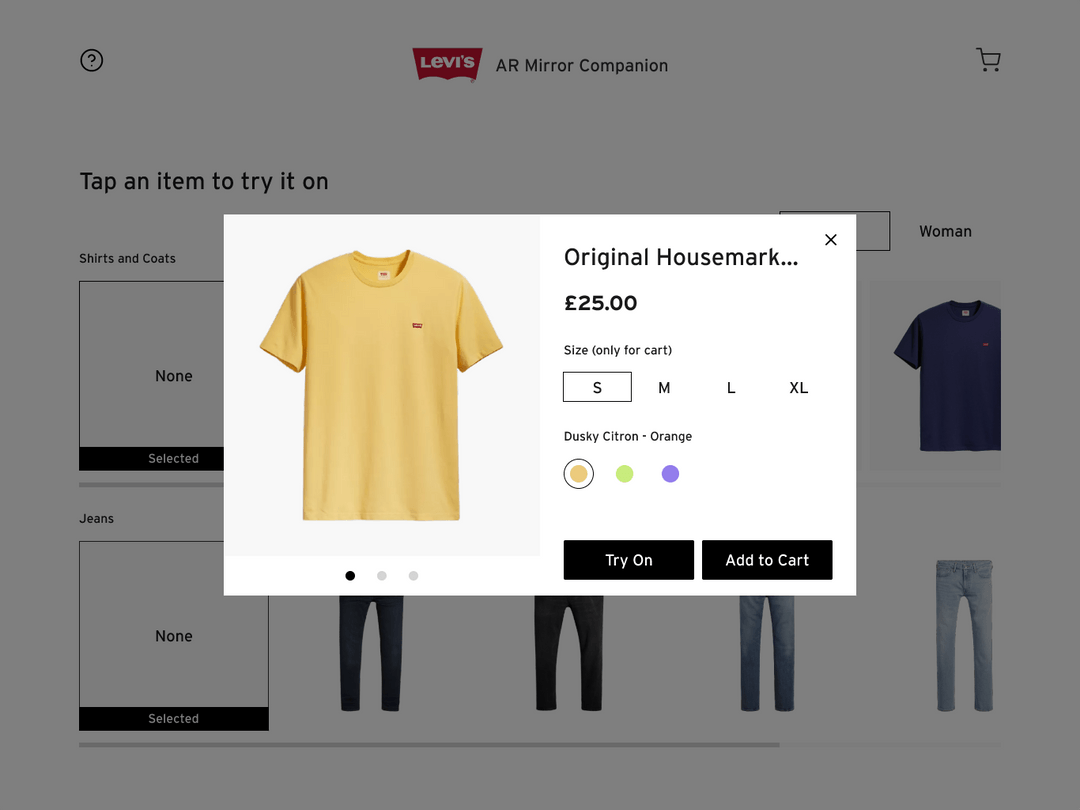 Levi's AR Mirror Companion
Tap an item to try it on
Woman
Shirts and Coats
None
Selected
Original Housemark...
£25.00
Size (only for cart)
S M L XL
Dusky Citron - Orange
Try On Add to Cart
Levi's
Jeans
None
Selected